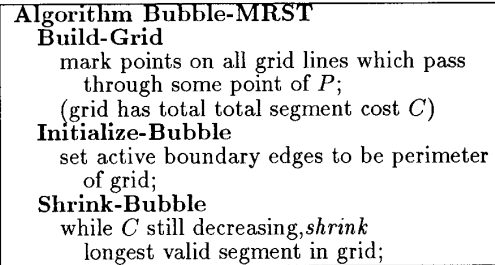 Algorithm Bubble-MRST
Build-Grid
mark points on all grid lines which pass
through some point of P;
(grid has total total segment cost C)
Initialize-Bubble
set active boundary edges to be perimeter
of grid;
Shrink-Bubble
while C still decreasing,shrink
longest valid segment in grid;